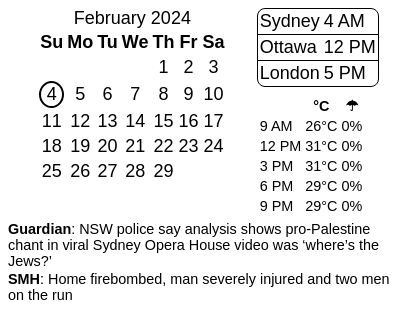 February 2024
Su Mo Tu We Th Fr Sa
1 2 3
4 5 6 7 8 9 10
11 12 13 14 15 16 17
18 19 20 21 22 23 24
25 26 27 28 29
Sydney 4 AM
Ottawa 12 PM
London 5 PM
°C ☂
9 AM 26°C 0%
12 PM 31°C 0%
3 PM 31°C 0%
6 PM 29°C 0%
9 PM 29°C 0%
Guardian: NSW police say analysis shows pro-Palestine
chant in viral Sydney Opera House video was ‘where’s the
Jews?’
SMH: Home firebombed, man severely injured and two men
on the run